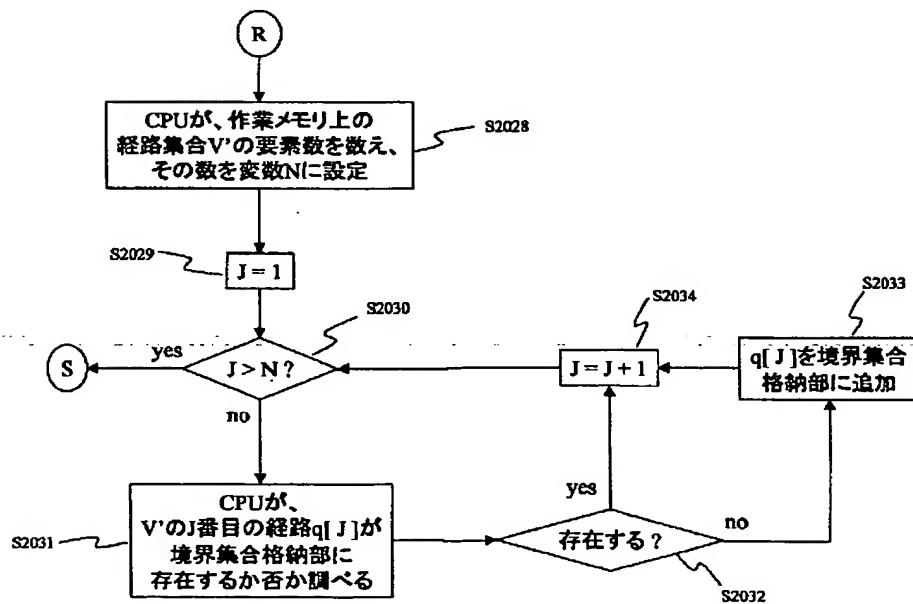 R
CPUが、作業メモリ上の
経路集合V'の要素数を数え、
その数を変数Nに設定
S2028
S2029
J = 1
S2030
S2034
S2033
yes
S
J > N ?
J = J + 1
q[ J ]を境界集合
格納部に追加
no
CPUが、
V'のJ番目の経路q[ J ]が
境界集合格納部に
存在するか否か調べる
S2031
yes
存在する?
no
S2032